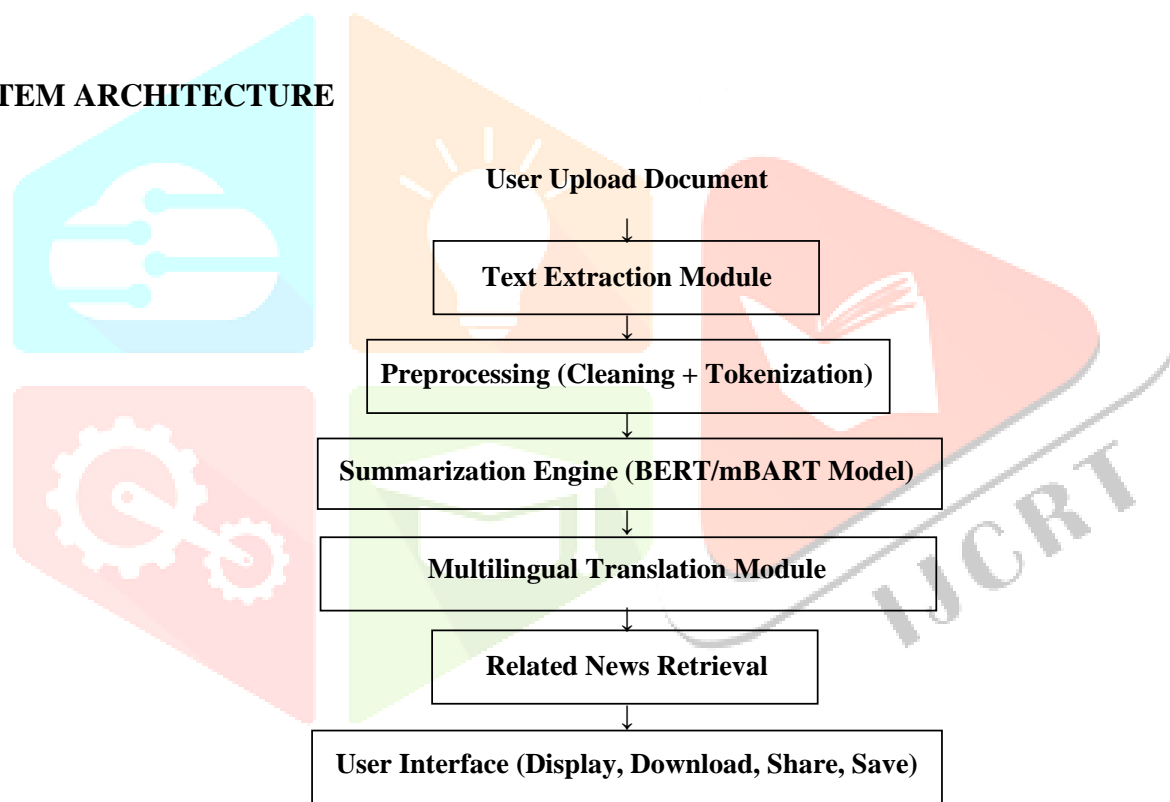 TEM ARCHITECTURE
User Upload Document
↓
Text Extraction Module
↓
Preprocessing (Cleaning + Tokenization)
↓
Summarization Engine (BERT/mBART Model)
↓
Multilingual Translation Module
↓
Related News Retrieval
↓
User Interface (Display, Download, Share, Save)
IJCRT